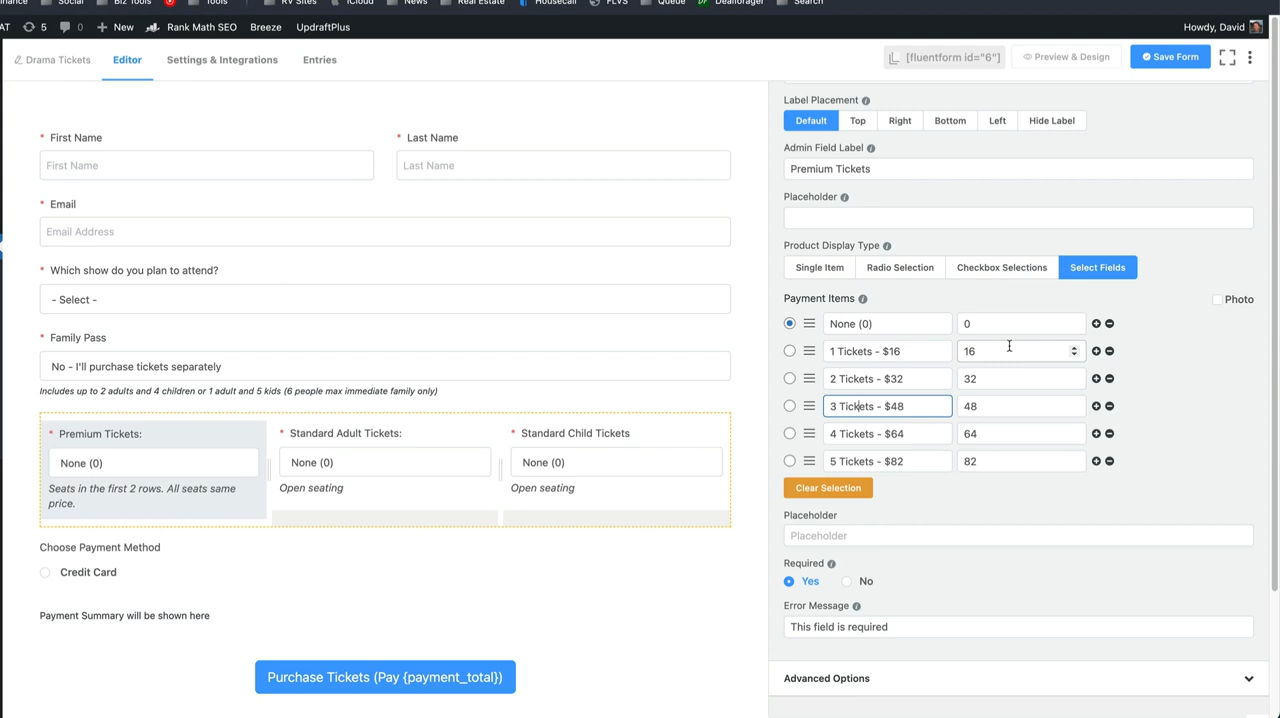 inance Social Biz Tools Tools RV Sites iCloud News Real Estate Housecall FLVS Queue DealForager Search
AT 5 0 New Rank Math SEO Breeze UpdraftPlus Howdy, David
Drama Tickets Editor Settings & Integrations Entries [fluentform id="6"] Preview & Design Save Form
Label Placement
Default Top Right Bottom Left Hide Label
Admin Field Label
Premium Tickets
Placeholder
Product Display Type
Single Item Radio Selection Checkbox Selections Select Fields
Payment Items Photo
None (0) 0
1 Tickets - $16 16
2 Tickets - $32 32
3 Tickets - $48 48
4 Tickets - $64 64
5 Tickets - $82 82
Clear Selection
Placeholder
Placeholder
Required
Yes No
Error Message
This field is required
Advanced Options
* First Name * Last Name
First Name Last Name
* Email
Email Address
* Which show do you plan to attend?
- Select -
Family Pass
No - I'll purchase tickets separately
Includes up to 2 adults and 4 children or 1 adult and 5 kids (6 people max immediate family only)
* Premium Tickets: * Standard Adult Tickets: * Standard Child Tickets
None (0) None (0) None (0)
Seats in the first 2 rows. All seats same Open seating Open seating
price.
Choose Payment Method
Credit Card
Payment Summary will be shown here
Purchase Tickets (Pay {payment_total})